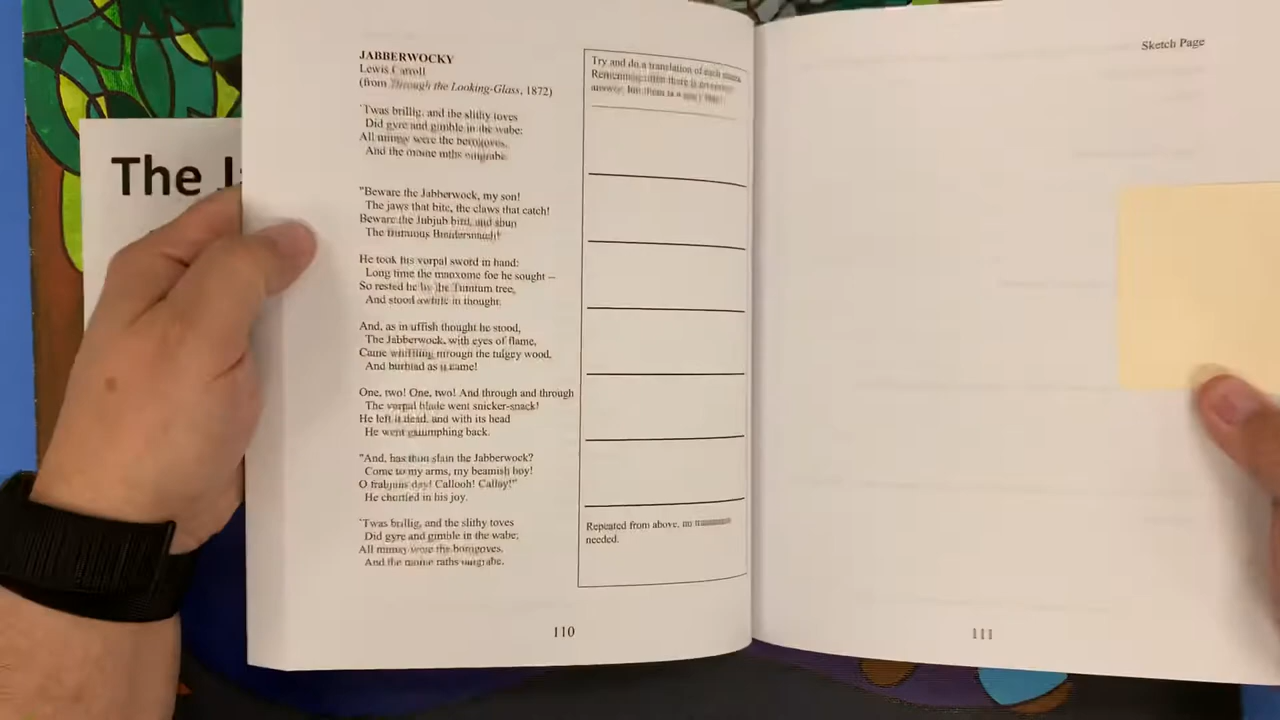 The J
JABBERWOCKY
Lewis Carroll
(from Through the Looking-Glass, 1872)
`Twas brillig, and the slithy toves
Did gyre and gimble in the wabe:
All mimsy were the borogoves,
And the mome raths outgrabe.
"Beware the Jabberwock, my son!
The jaws that bite, the claws that catch!
Beware the Jubjub bird, and shun
The frumious Bandersnatch!
He took his vorpal sword in hand:
Long time the manxome foe he sought —
So rested he by the Tumtum tree,
And stood awhile in thought.
And, as in uffish thought he stood,
The Jabberwock, with eyes of flame,
Came whiffling through the tulgey wood,
And burbled as it came!
One, two! One, two! And through and through
The vorpal blade went snicker-snack!
He left it dead, and with its head
He went galumphing back.
"And, has thou slain the Jabberwock?
Come to my arms, my beamish boy!
O frabjous day! Callooh! Callay!"
He chortled in his joy.
`Twas brillig, and the slithy toves
Did gyre and gimble in the wabe;
All mimsy were the borogoves,
And the mome raths outgrabe.
Try and do a translation of each stanza.
Remember, often there is no
answer, but there is a
Repeated from above, no
needed.
110
Sketch Page
111